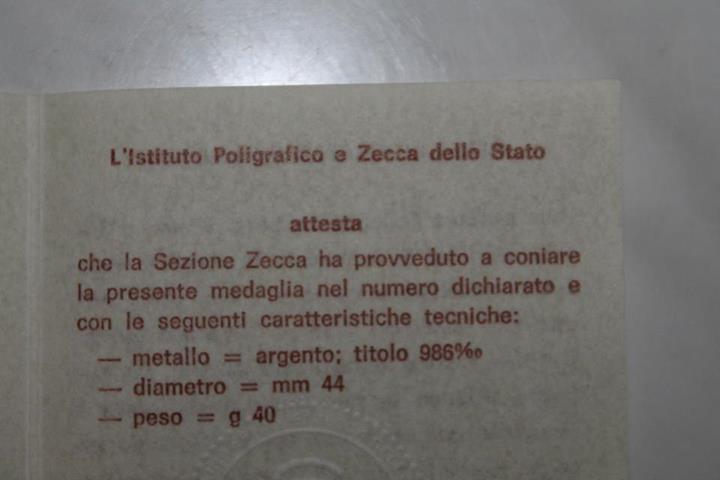 L'Istituto Poligrafico e Zecca dello Stato
attesta
che la Sezione Zecca ha provveduto a coniare
la presente medaglia nel numero dichiarato e
con le seguenti caratteristiche tecniche:
— metallo = argento; titolo 986‰
— diametro = mm 44
— peso = g 40